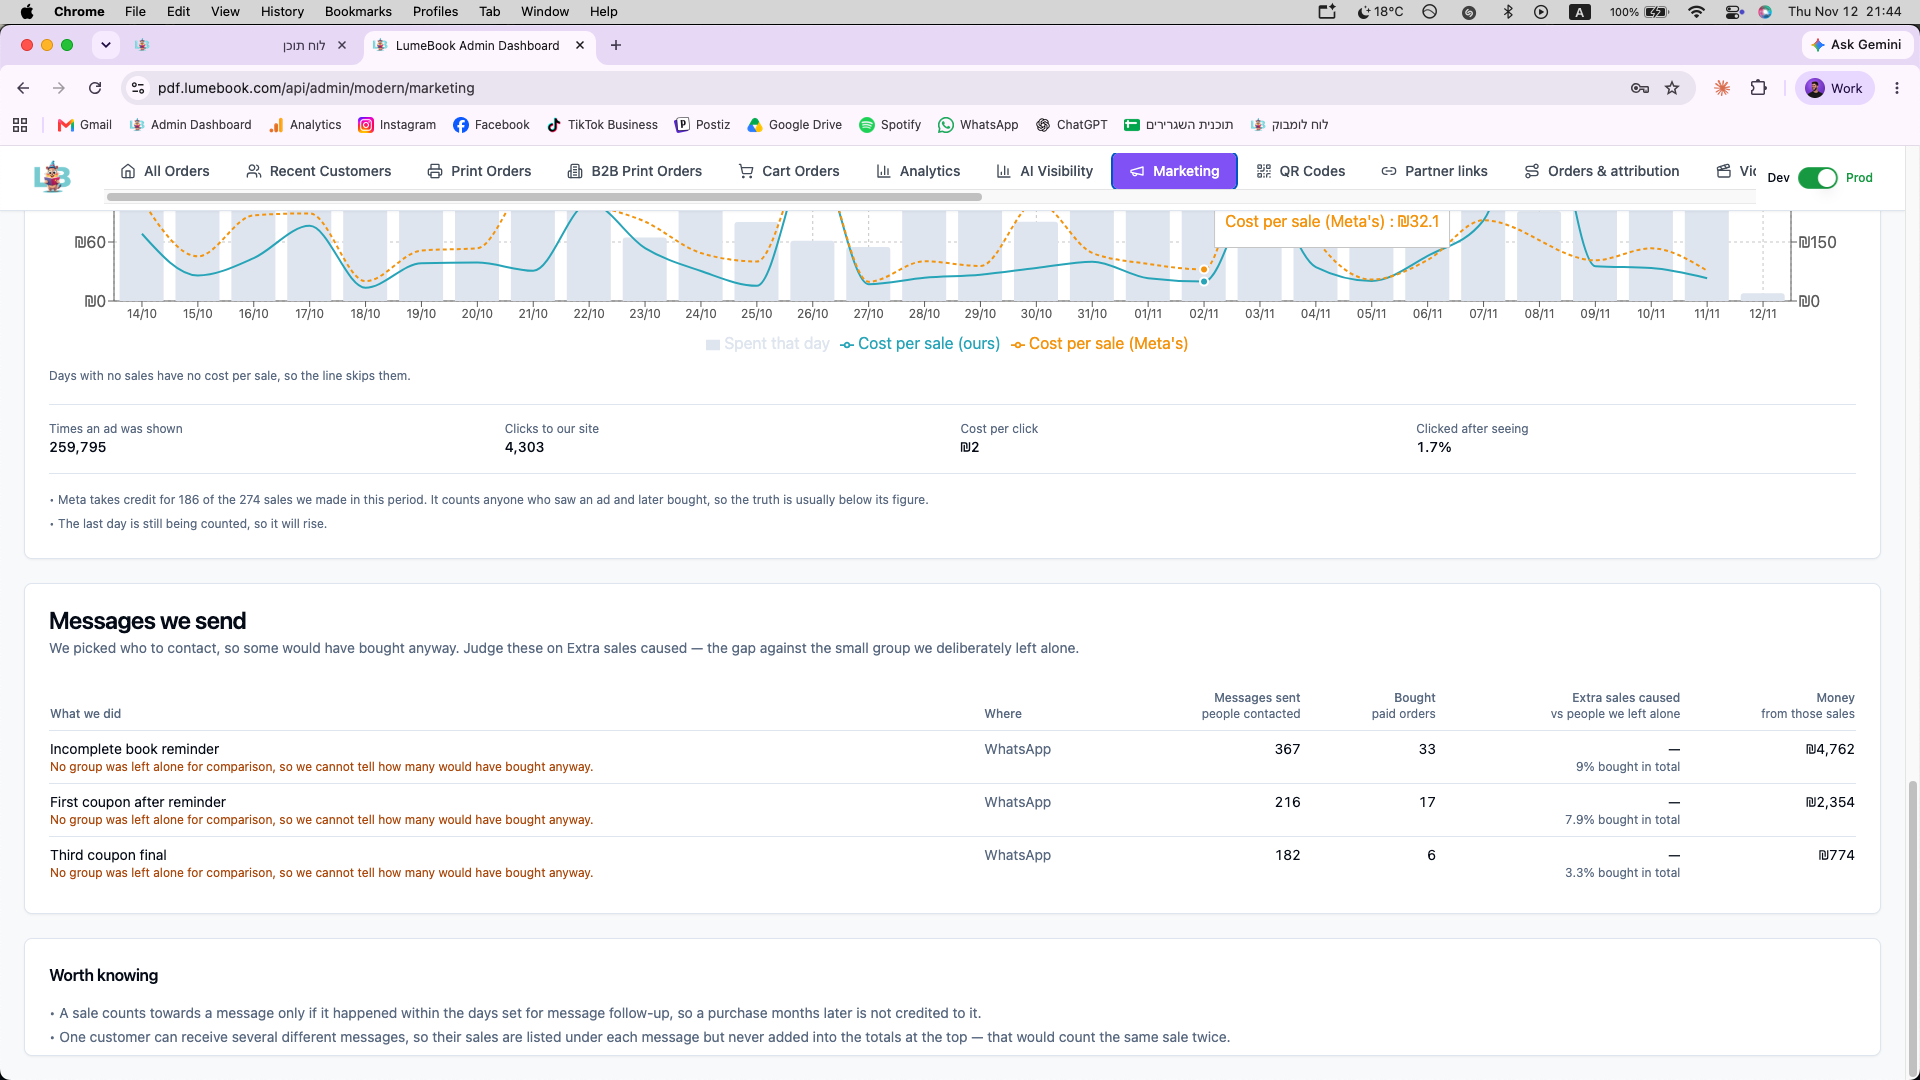 Chrome File Edit View History Bookmarks Profiles Tab Window Help 18°C A 100% Thu Nov 12 21:44
לוח תוכן LumeBook Admin Dashboard Ask Gemini
pdf.lumebook.com/api/admin/modern/marketing Work
Gmail Admin Dashboard Analytics Instagram Facebook TikTok Business Postiz Google Drive Spotify WhatsApp ChatGPT תוכנית השגרירים לוח לומבוק
LB All Orders Recent Customers Print Orders B2B Print Orders Cart Orders Analytics AI Visibility Marketing QR Codes Partner links Orders & attribution Dev Prod
Cost per sale (Meta's) : ₪32.1
₪60 ₪150
₪0 ₪0
14/10 15/10 16/10 17/10 18/10 19/10 20/10 21/10 22/10 23/10 24/10 25/10 26/10 27/10 28/10 29/10 30/10 31/10 01/11 02/11 03/11 04/11 05/11 06/11 07/11 08/11 09/11 10/11 11/11 12/11
Spent that day Cost per sale (ours) Cost per sale (Meta's)
Days with no sales have no cost per sale, so the line skips them.
Times an ad was shown Clicks to our site Cost per click Clicked after seeing
259,795 4,303 ₪2 1.7%
• Meta takes credit for 186 of the 274 sales we made in this period. It counts anyone who saw an ad and later bought, so the truth is usually below its figure.
• The last day is still being counted, so it will rise.
Messages we send
We picked who to contact, so some would have bought anyway. Judge these on Extra sales caused — the gap against the small group we deliberately left alone.
Messages sent Bought Extra sales caused Money
What we did Where people contacted paid orders vs people we left alone from those sales
Incomplete book reminder WhatsApp 367 33 — ₪4,762
No group was left alone for comparison, so we cannot tell how many would have bought anyway. 9% bought in total
First coupon after reminder WhatsApp 216 17 — ₪2,354
No group was left alone for comparison, so we cannot tell how many would have bought anyway. 7.9% bought in total
Third coupon final WhatsApp 182 6 — ₪774
No group was left alone for comparison, so we cannot tell how many would have bought anyway. 3.3% bought in total
Worth knowing
• A sale counts towards a message only if it happened within the days set for message follow-up, so a purchase months later is not credited to it.
• One customer can receive several different messages, so their sales are listed under each message but never added into the totals at the top — that would count the same sale twice.